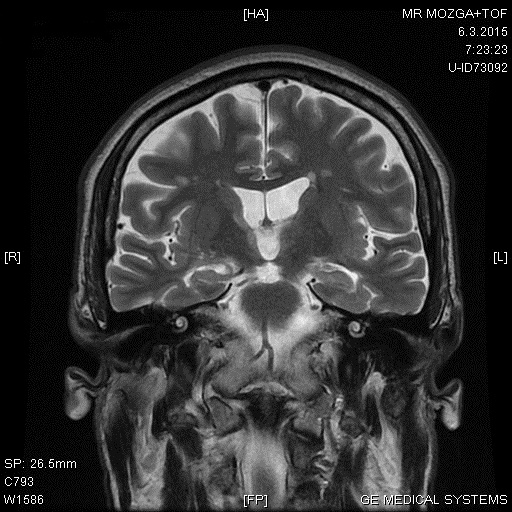 [HA]
MR MOZGA+TOF
6.3.2015
7:23:23
U-ID73092
[R]
[L]
SP: 26.5mm
C793
W1586
[FP]
GE MEDICAL SYSTEMS